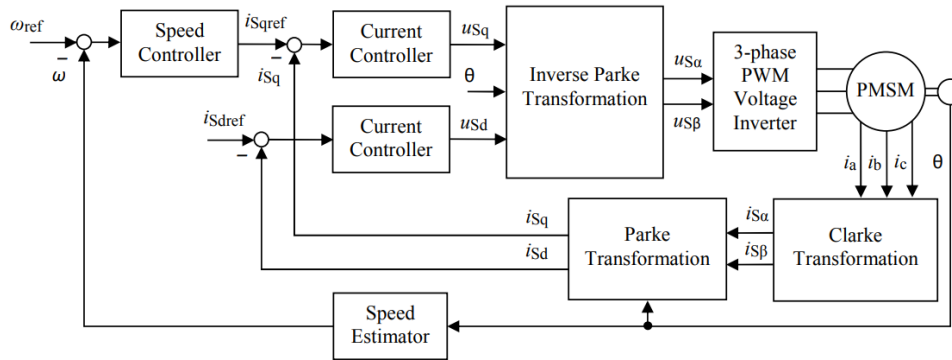 ωref
−
ω
Speed
Controller
iSqref
−
iSq
Current
Controller
uSq
θ
iSdref
−
Current
Controller
uSd
Inverse Parke
Transformation
uSα
uSβ
3-phase
PWM
Voltage
Inverter
PMSM
ia ib ic θ
iSq
iSd
Parke
Transformation
iSα
iSβ
Clarke
Transformation
Speed
Estimator